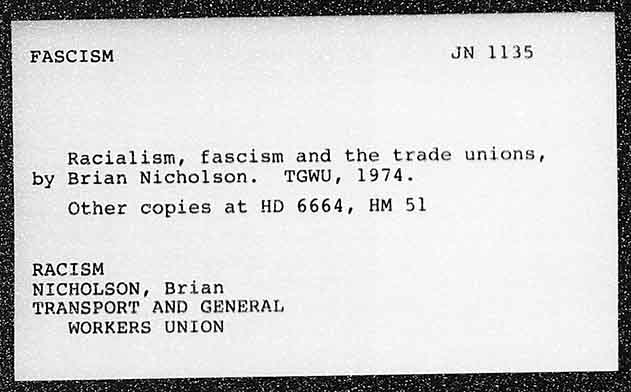 FASCISM JN 1135
Racialism, fascism and the trade unions,
by Brian Nicholson. TGWU, 1974.
Other copies at HD 6664, HM 51
RACISM
NICHOLSON, Brian
TRANSPORT AND GENERAL
WORKERS UNION